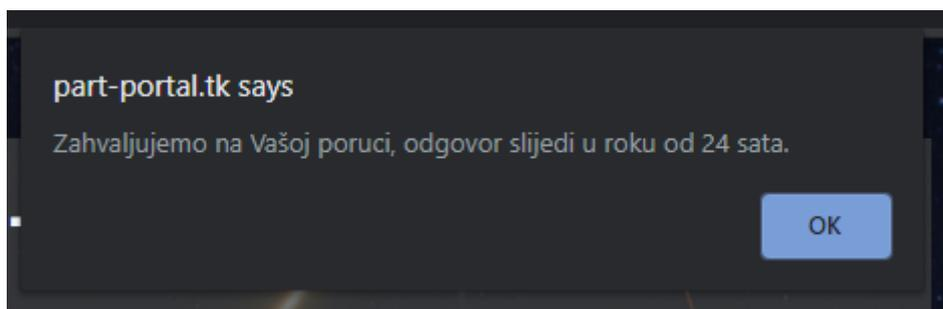 part-portal.tk says
Zahvaljujemo na Vašoj poruci, odgovor slijedi u roku od 24 sata.
OK